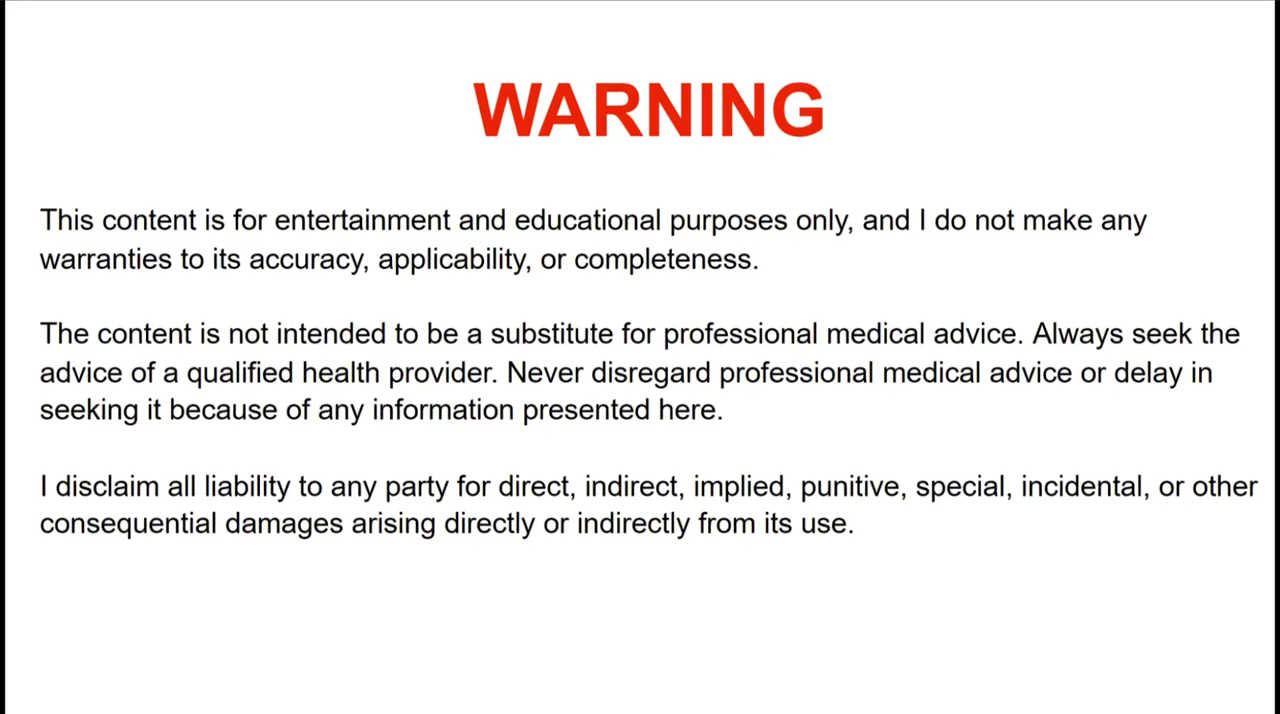 WARNING
This content is for entertainment and educational purposes only, and I do not make any
warranties to its accuracy, applicability, or completeness.
The content is not intended to be a substitute for professional medical advice. Always seek the
advice of a qualified health provider. Never disregard professional medical advice or delay in
seeking it because of any information presented here.
I disclaim all liability to any party for direct, indirect, implied, punitive, special, incidental, or other
consequential damages arising directly or indirectly from its use.